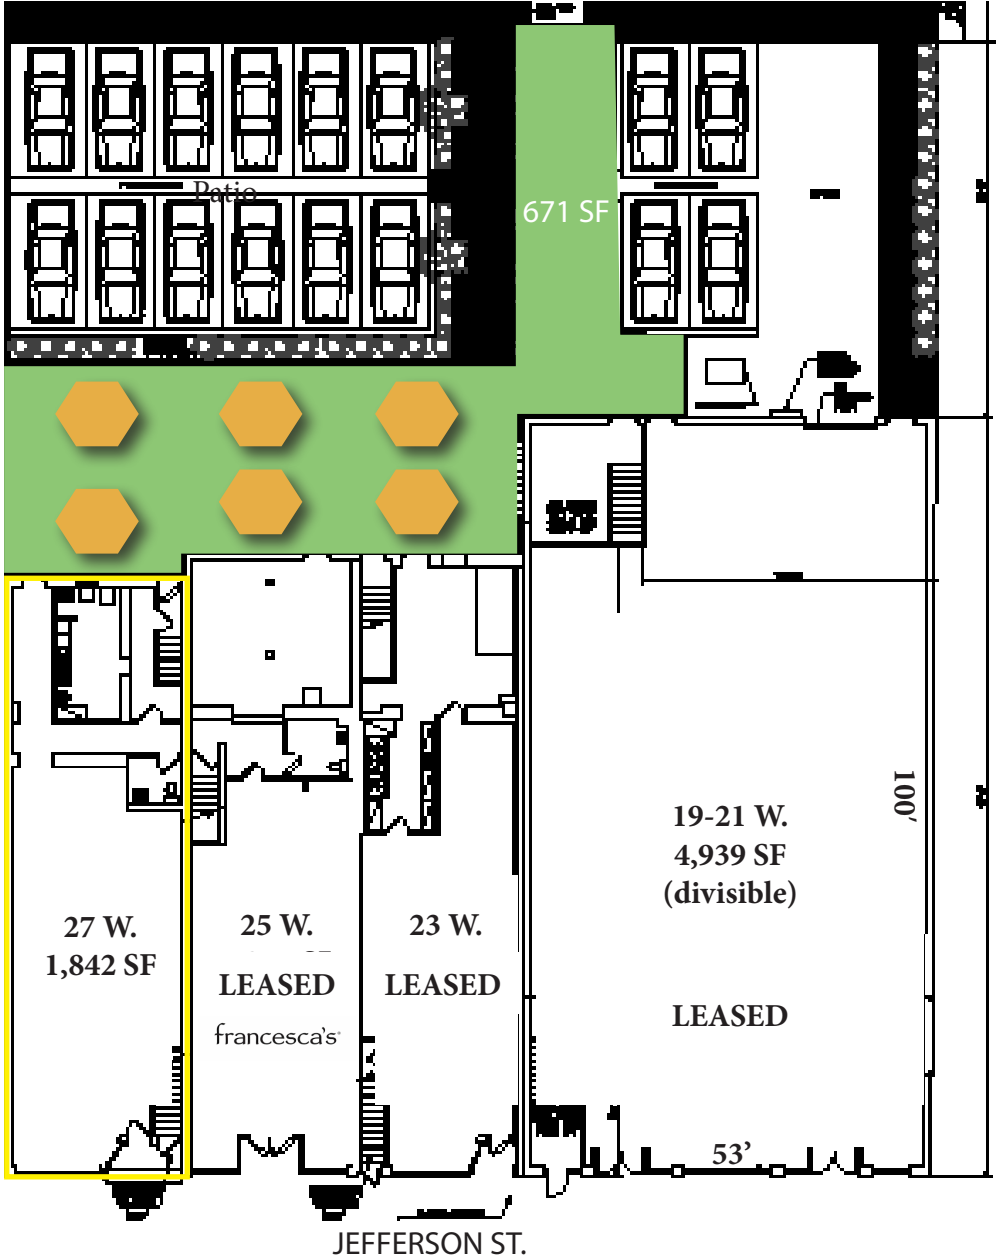 Patio
671 SF
19-21 W.
4,939 SF
(divisible)
100’
27 W.
1,842 SF
25 W.
LEASED
francesca's
23 W.
LEASED
LEASED
53’
JEFFERSON ST.